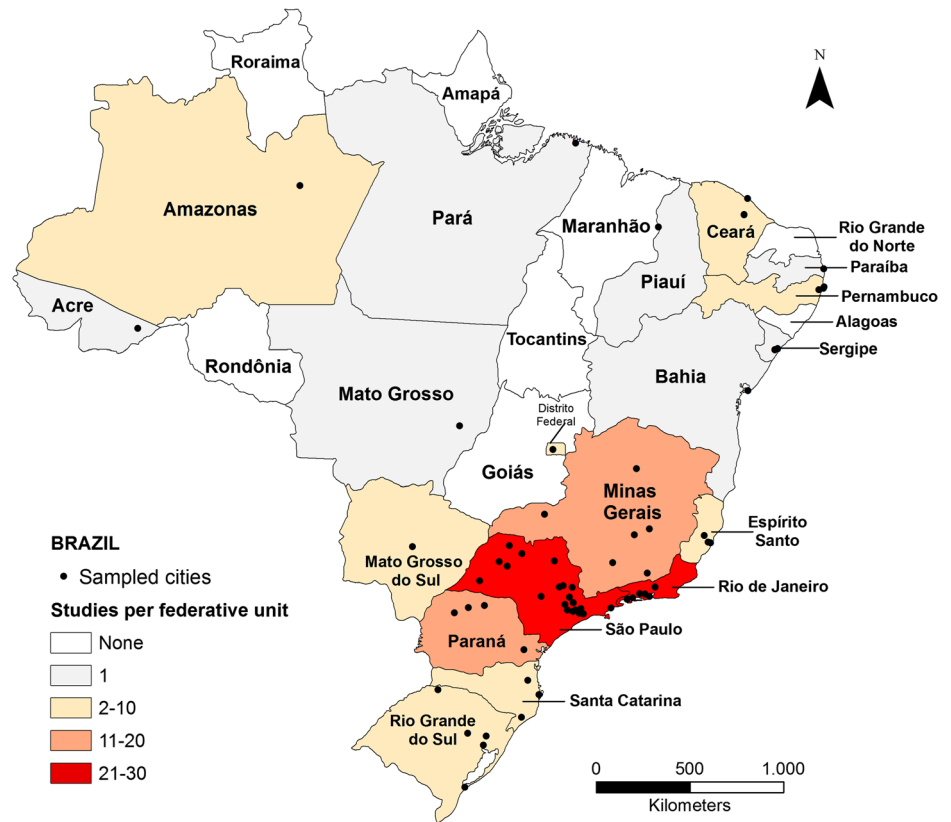 Roraima
Amapá
N
Amazonas
Pará
Maranhão
Ceará
Rio Grande
do Norte
Paraíba
Piauí
Pernambuco
Acre
Alagoas
Tocantins
Sergipe
Rondônia
Bahia
Mato Grosso
Distrito
Federal
Goiás
Minas
Gerais
Espírito
Santo
Mato Grosso
do Sul
Rio de Janeiro
São Paulo
Paraná
Santa Catarina
Rio Grande
do Sul
BRAZIL
Sampled cities
Studies per federative unit
None
1
2-10
11-20
21-30
0 500 1.000
Kilometers